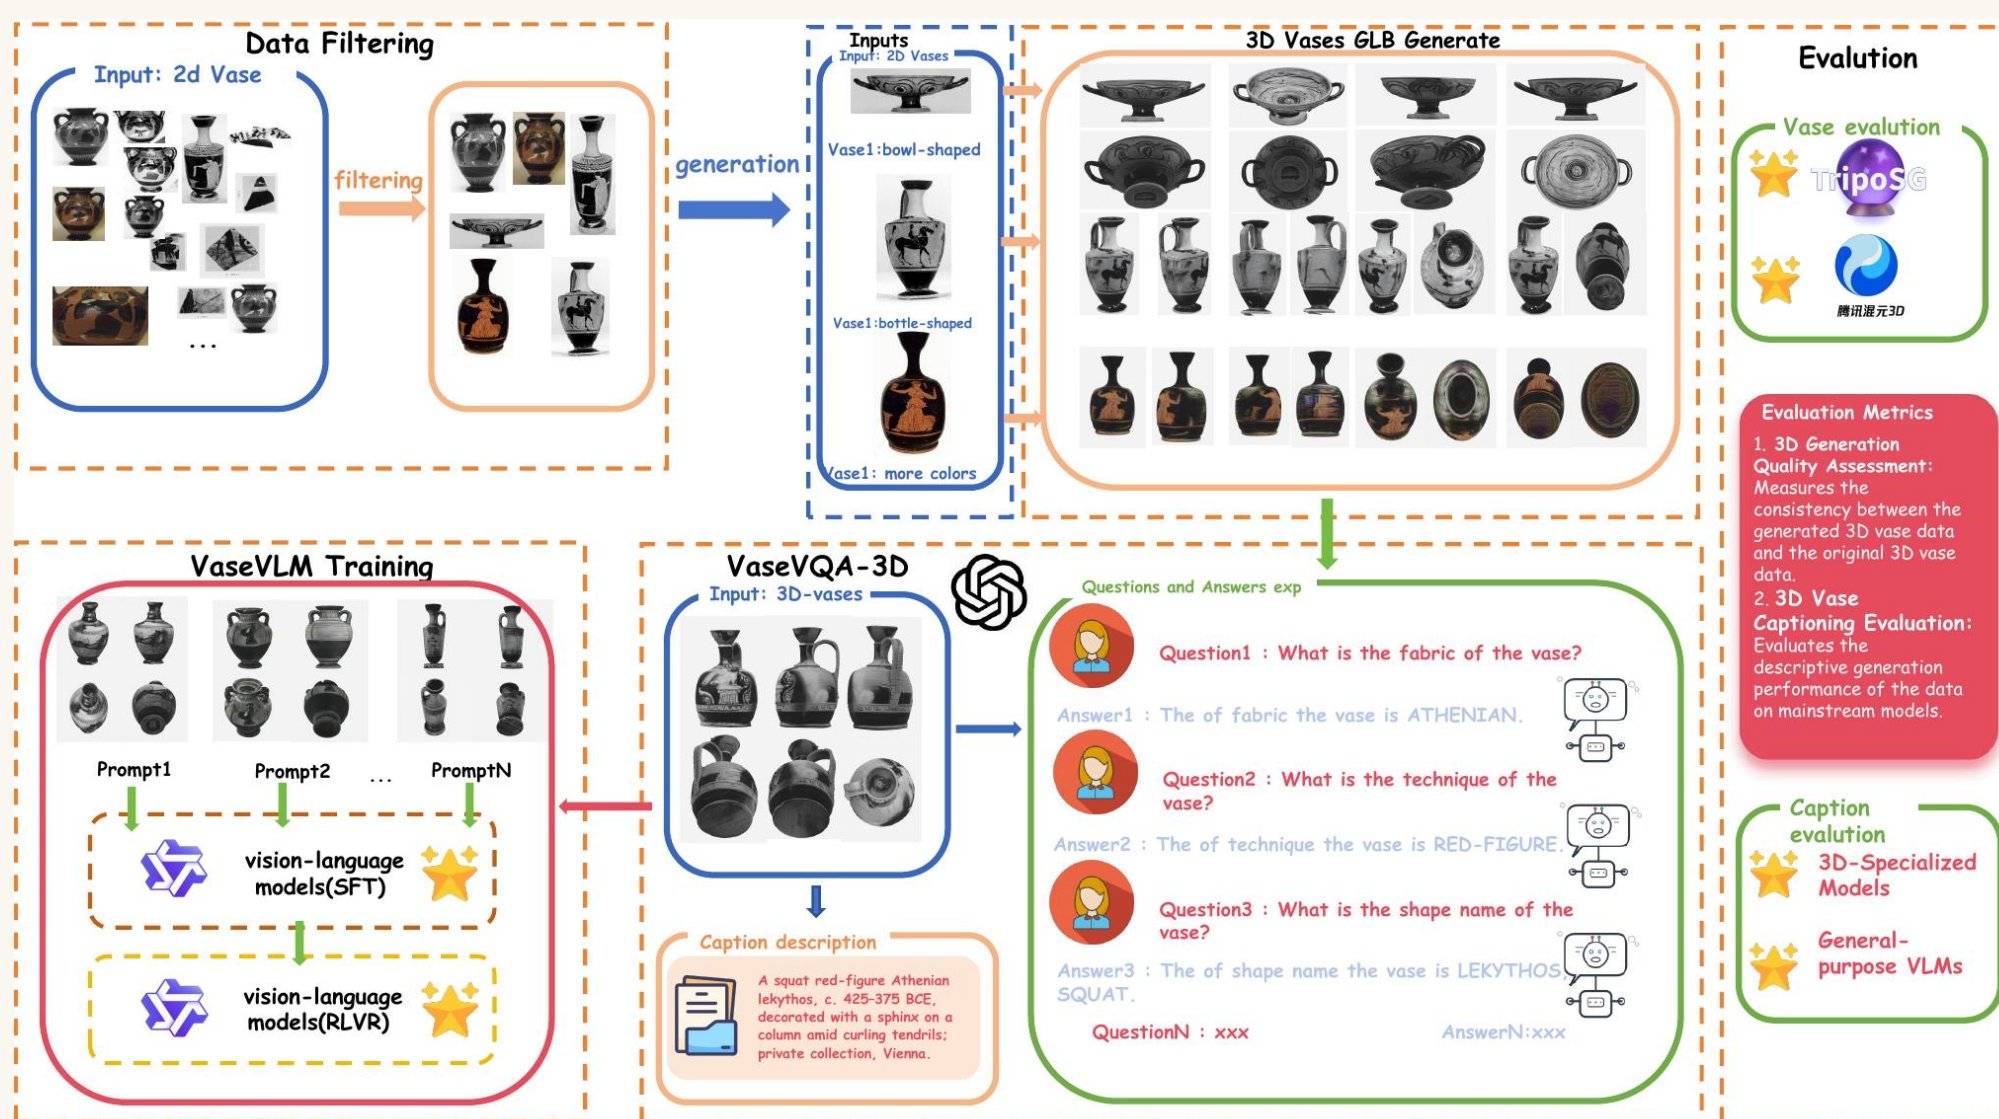 Data Filtering
Input: 2d Vase
filtering
...
generation
Inputs
Input: 2D Vases
Vase1:bowl-shaped
Vase1:bottle-shaped
Vase1: more colors
3D Vases GLB Generate
Evalution
Vase evalution
TripoSG
腾讯混元3D
Evaluation Metrics
1. 3D Generation
Quality Assessment:
Measures the
consistency between the
generated 3D vase data
and the original 3D vase
data.
2. 3D Vase
Captioning Evaluation:
Evaluates the
descriptive generation
performance of the data
on mainstream models.
Caption
evalution
3D-Specialized
Models
General-
purpose VLMs
VaseVLM Training
Prompt1
Prompt2
...
PromptN
vision-language
models(SFT)
vision-language
models(RLVR)
VaseVQA-3D
Input: 3D-vases
Caption description
A squat red-figure Athenian
lekythos, c. 425-375 BCE,
decorated with a sphinx on a
column amid curling tendrils;
private collection, Vienna.
Questions and Answers exp
Question1 : What is the fabric of the vase?
Answer1 : The of fabric the vase is ATHENIAN.
Question2 : What is the technique of the
vase?
Answer2 : The of technique the vase is RED-FIGURE.
Question3 : What is the shape name of the
vase?
Answer3 : The of shape name the vase is LEKYTHOS,
SQUAT.
QuestionN : xxx
AnswerN:xxx